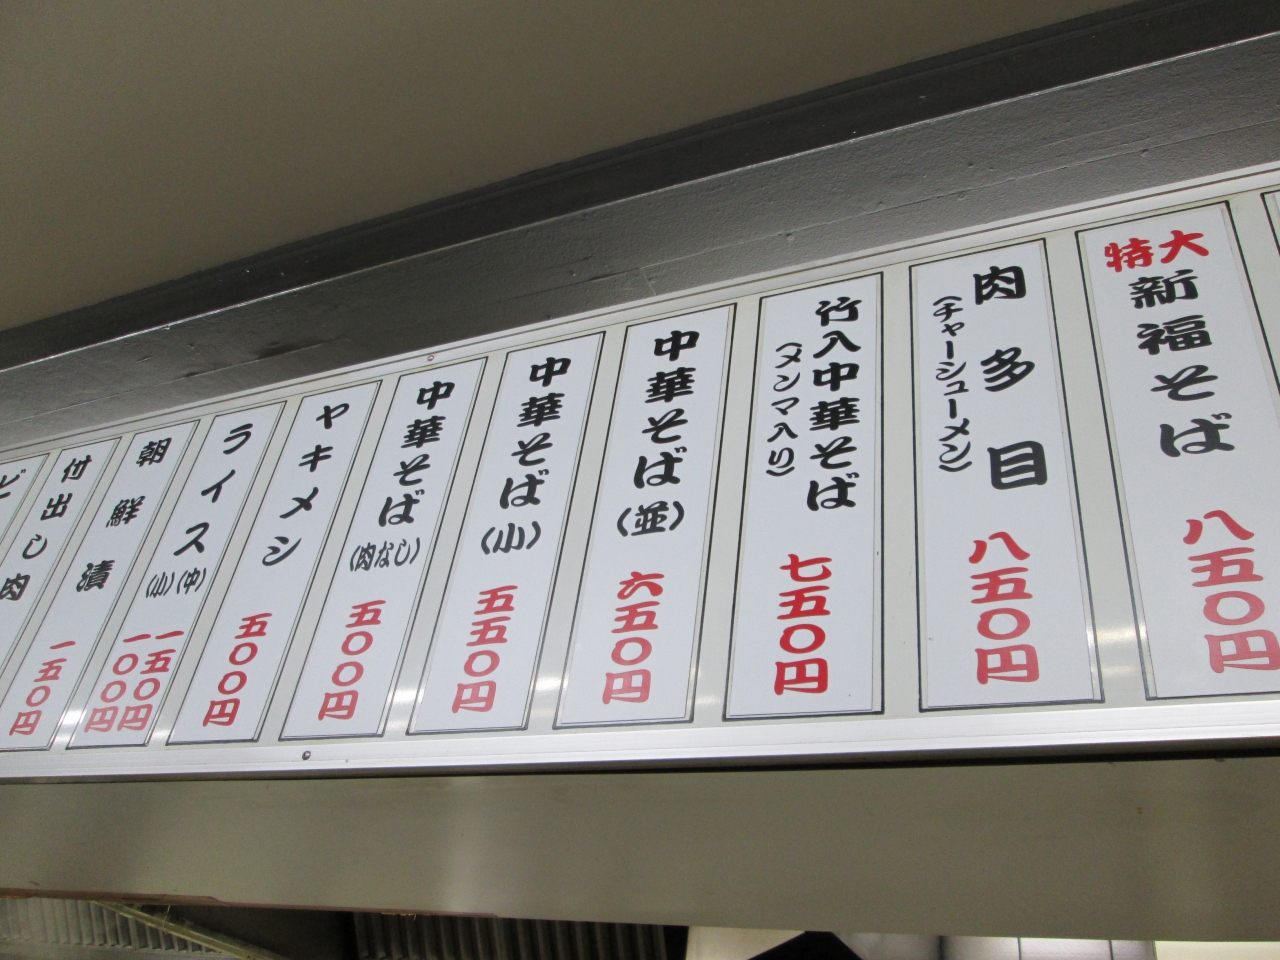 特大
新福そば
八五〇円
肉多目
(チャーシューメン)
八五〇円
竹入中華そば
(メンマ入り)
七五〇円
中華そば(並)
六五〇円
中華そば(小)
五五〇円
中華そば(肉なし)
五〇〇円
ヤキメシ
五〇〇円
ライス(中)
(小)
一五〇円
一〇〇円
朝鮮漬
一五〇円
付出し肉
ビ